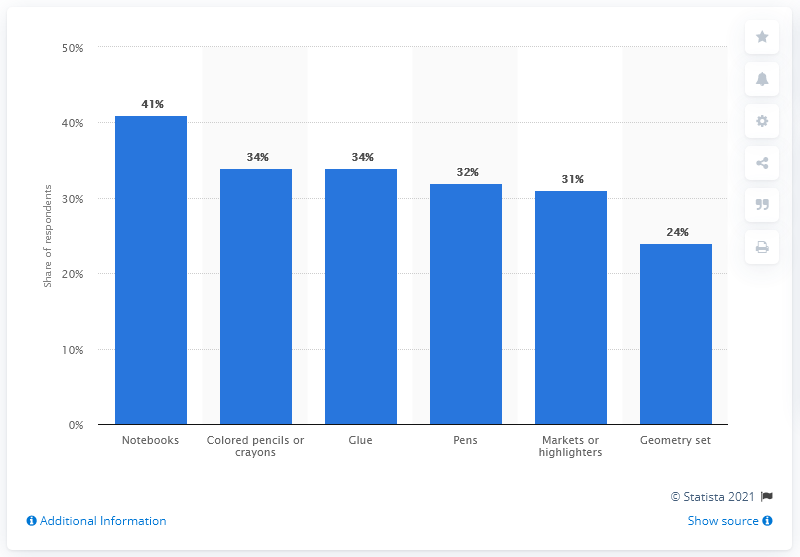 50%
40%
30%
20%
10%
0%
Share of respondents
41%
34%
34%
32%
31%
24%
Notebooks
Colored pencils or
crayons
Glue
Pens
Markets or
highlighters
Geometry set
© Statista 2021
Additional Information
Show source